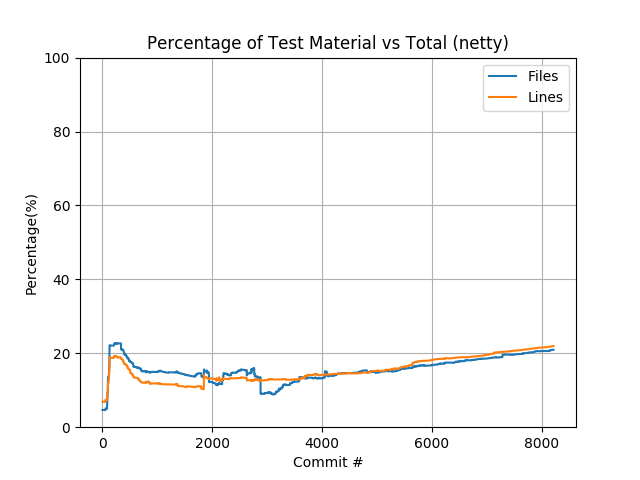 Percentage of Test Material vs Total (netty)
Files
Lines
100
80
60
40
20
0
Percentage(%)
0 2000 4000 6000 8000
Commit #